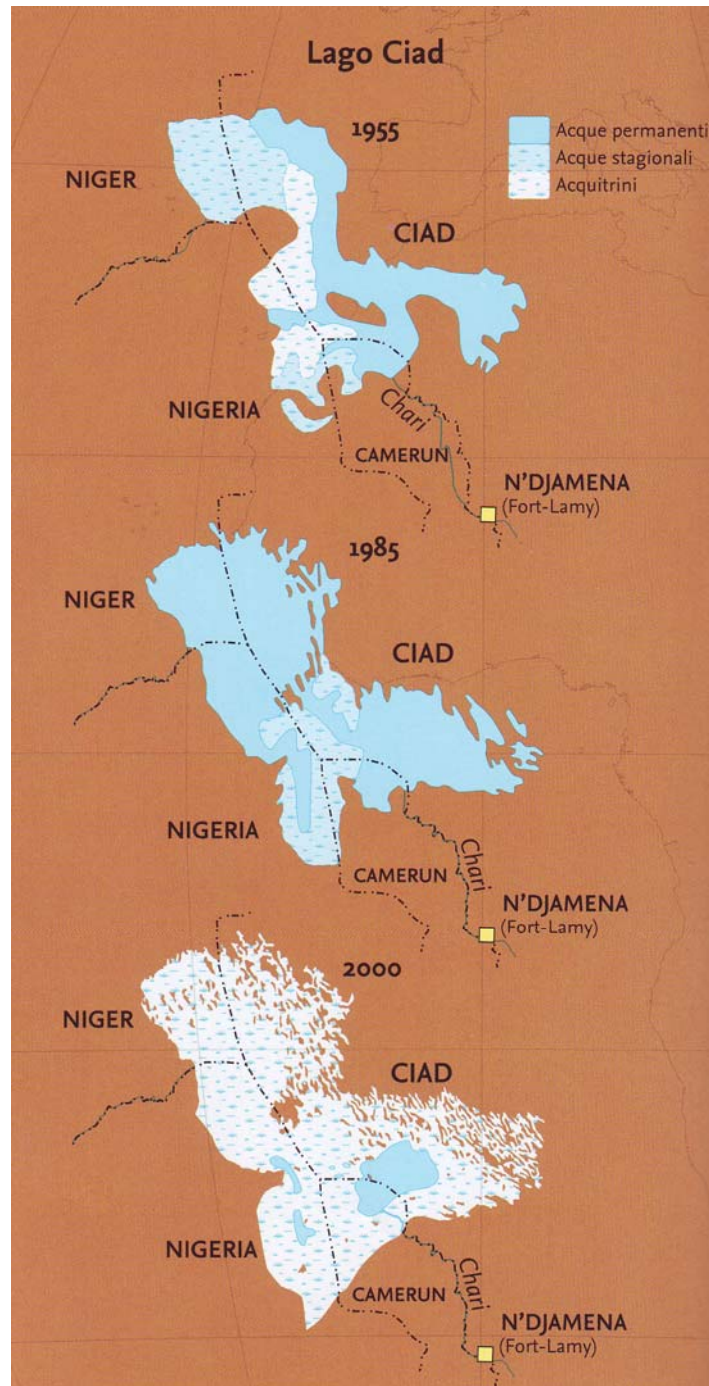 Lago Ciad
1955
Acque permanenti
Acque stagionali
Acquitrini
NIGER
CIAD
NIGERIA
Chari
CAMERUN
N'DJAMENA
(Fort-Lamy)
1985
NIGER
CIAD
NIGERIA
Chari
CAMERUN
N'DJAMENA
(Fort-Lamy)
2000
NIGER
CIAD
NIGERIA
Chari
CAMERUN
N'DJAMENA
(Fort-Lamy)